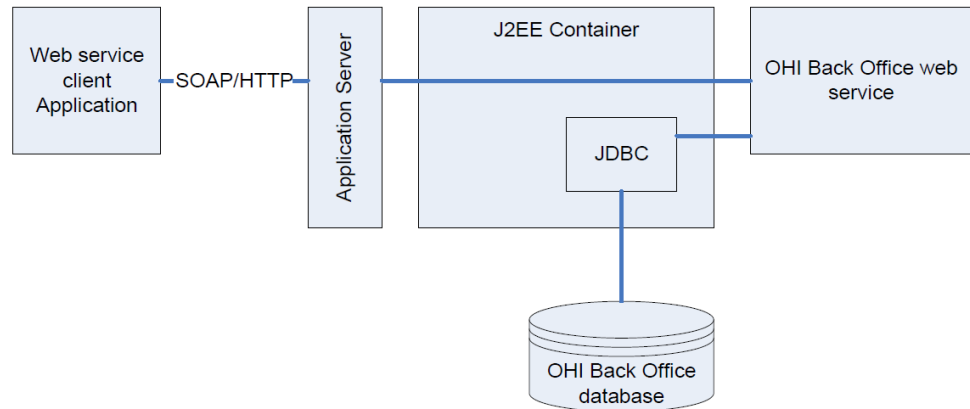 Web service
client
Application
SOAP/HTTP
Application Server
J2EE Container
JDBC
OHI Back Office web
service
OHI Back Office
database